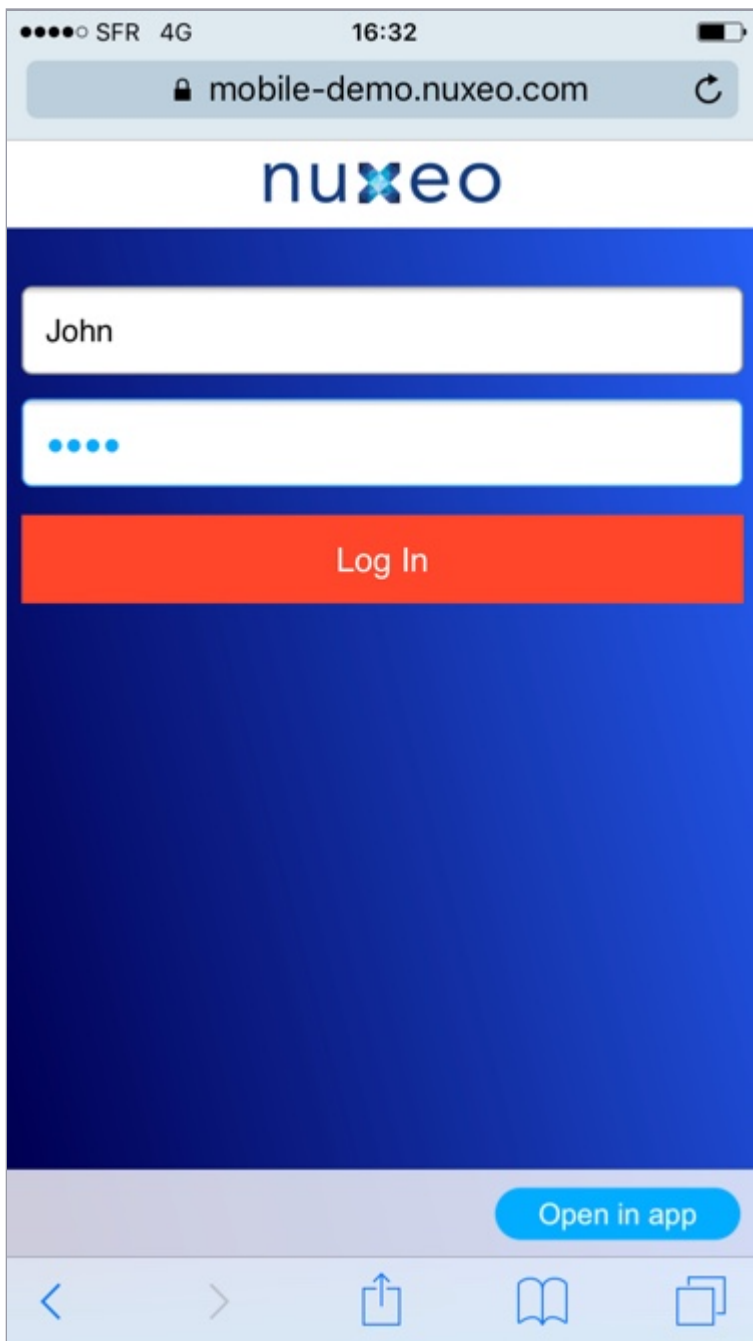 SFR 4G 16:32
mobile-demo.nuxeo.com
nuxeo
John
••••
Log In
Open in app